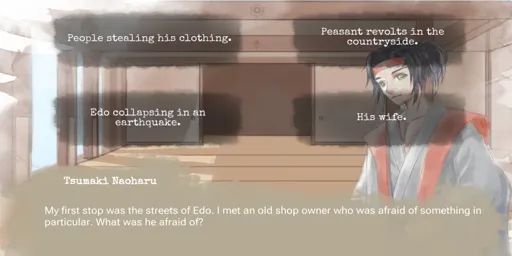 People stealing his clothing.
Peasant revolts in the
countryside.
Edo collapsing in an
earthquake.
His wife.
Tsumaki Naoharu
My first stop was the streets of Edo. I met an old shop owner who was afraid of something in
particular. What was he afraid of?